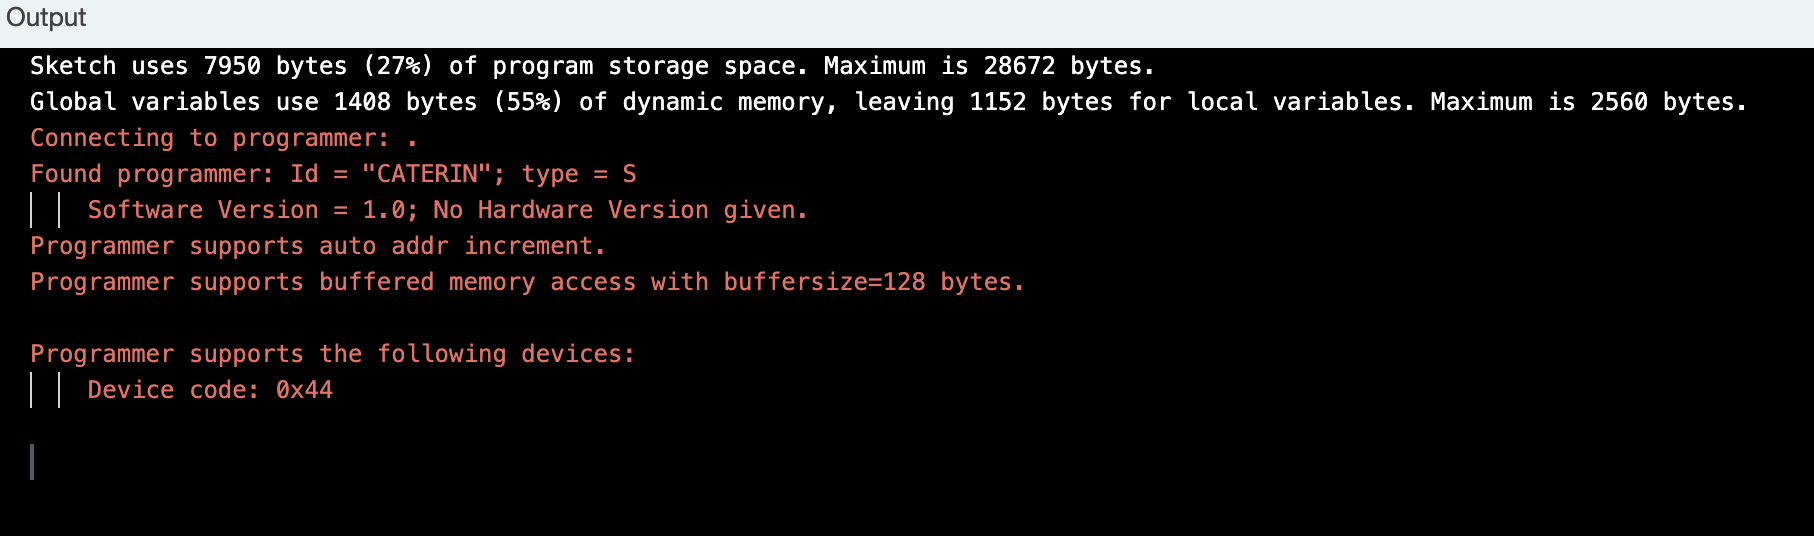 Output
Sketch uses 7950 bytes (27%) of program storage space. Maximum is 28672 bytes.
Global variables use 1408 bytes (55%) of dynamic memory, leaving 1152 bytes for local variables. Maximum is 2560 bytes.
Connecting to programmer: .
Found programmer: Id = "CATERIN"; type = S
Software Version = 1.0; No Hardware Version given.
Programmer supports auto addr increment.
Programmer supports buffered memory access with buffersize=128 bytes.
Programmer supports the following devices:
Device code: 0x44